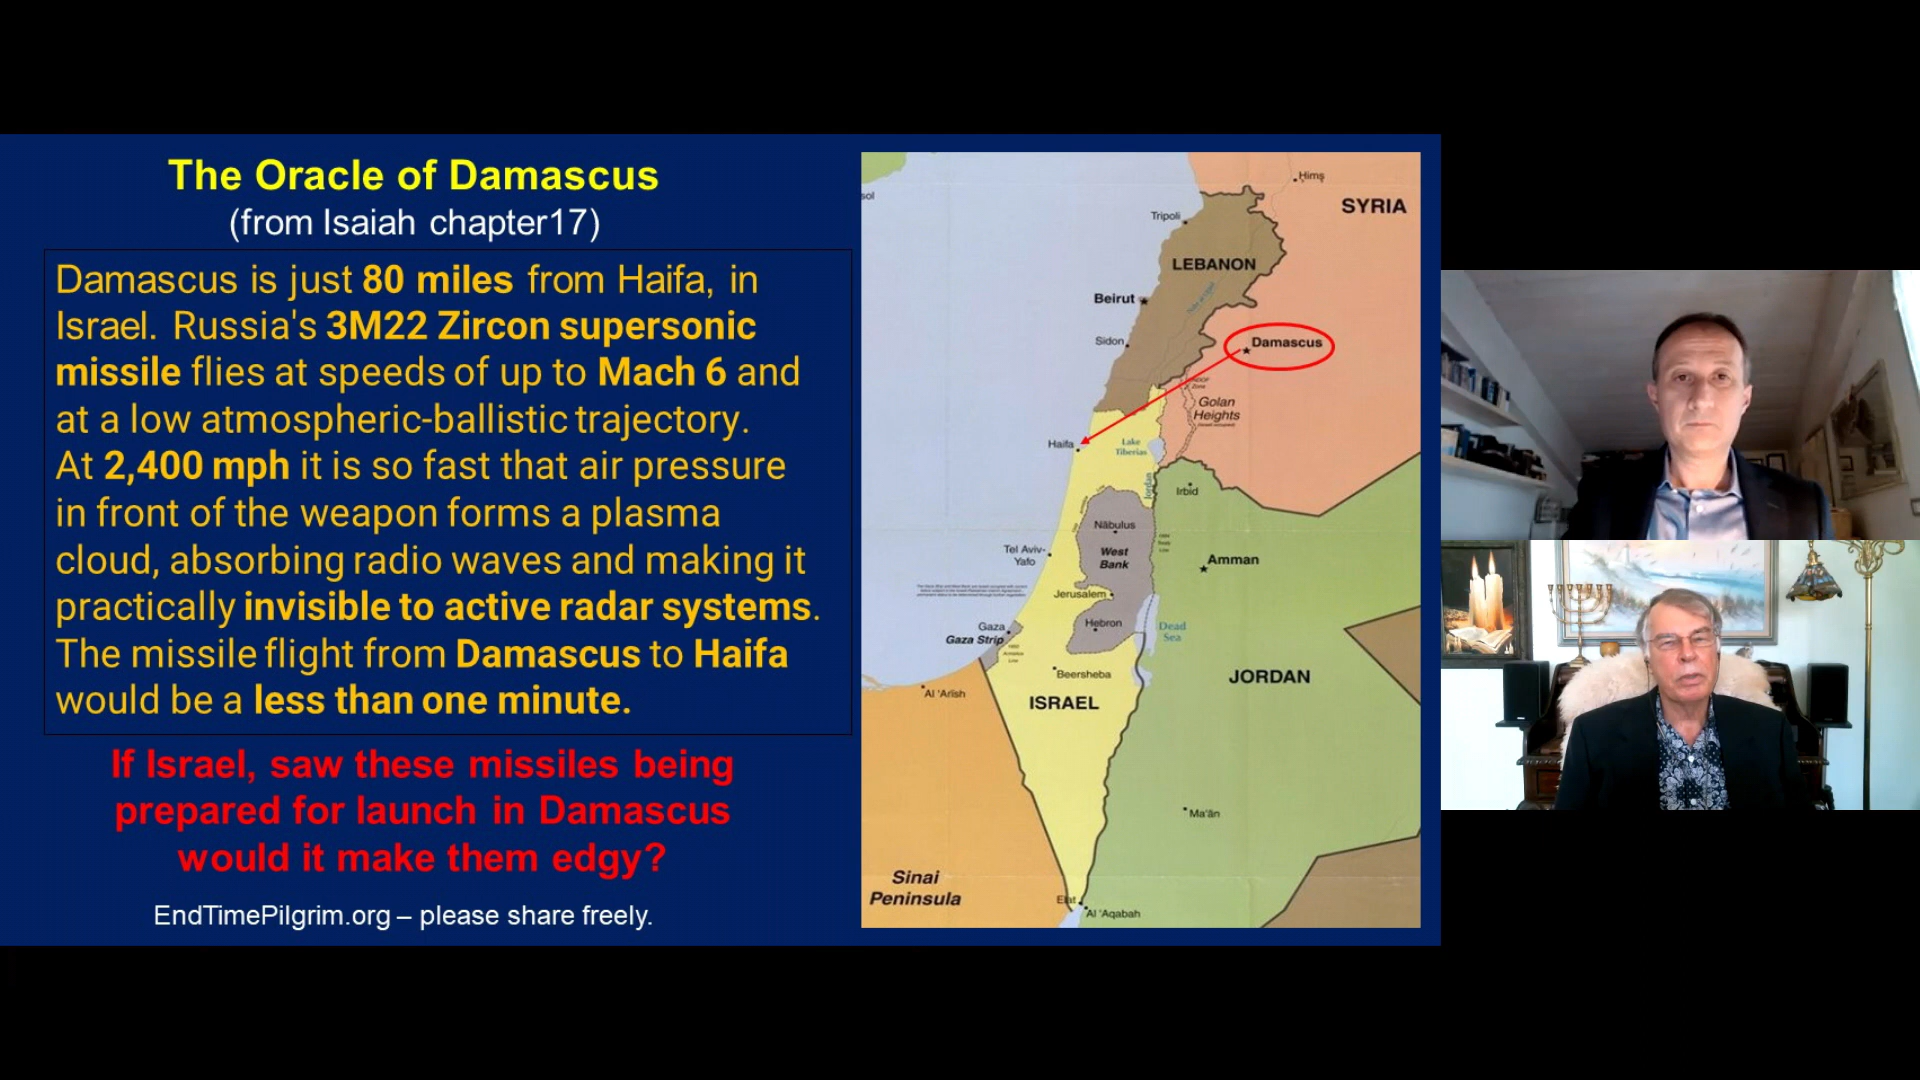 The Oracle of Damascus
(from Isaiah chapter17)
Damascus is just 80 miles from Haifa, in
Israel. Russia's 3M22 Zircon supersonic
missile flies at speeds of up to Mach 6 and
at a low atmospheric-ballistic trajectory.
At 2,400 mph it is so fast that air pressure
in front of the weapon forms a plasma
cloud, absorbing radio waves and making it
practically invisible to active radar systems.
The missile flight from Damascus to Haifa
would be a less than one minute.
If Israel, saw these missiles being
prepared for launch in Damascus
would it make them edgy?
EndTimePilgrim.org – please share freely.
sol
Hims
SYRIA
Tripoli
LEBANON
Beirut
Sidon
Damascus
Golan
Heights
Haifa
Lake
Tiberias
Jordan
Irbid
Nābulus
West
Bank
Tel Aviv-
Yafo
Amman
Jerusalem
Gaza
Gaza Strip
Hebron
Dead
Sea
Beersheba
Al 'Arīsh
ISRAEL
JORDAN
Ma'ān
Sinai
Peninsula
Elat
Al 'Aqabah